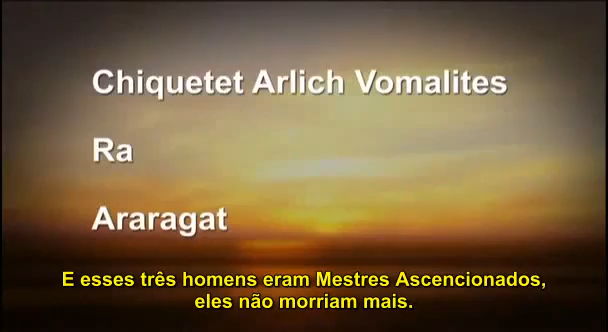 Chiquetet Arlich Vomalites
Ra
Araragat
E esses três homens eram Mestres Ascencionados,
eles não morriam mais.